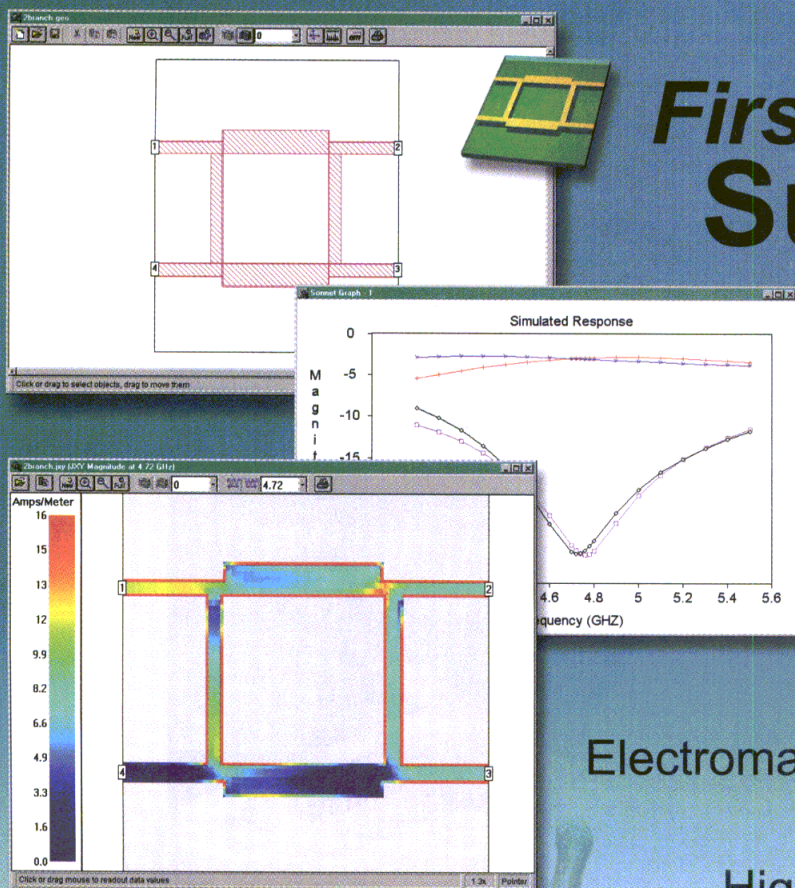 2branch.geo
0
1
2
4
3
Click or drag to select objects, drag to move them
Firs
Su
Sonnet Graph - 1
Simulated Response
Magnit
0
-5
-10
-15
4.6
4.8
5
5.2
5.4
5.6
equency (GHZ)
2branch.jxy (JXY Magnitude at 4.72 GHz)
0
4.72
Amps/Meter
16
15
13
12
9.9
8.2
6.6
4.9
3.3
1.6
0.0
1
2
4
3
Click or drag mouse to readout data values
1.3x
Pointer
Electroma
Hig